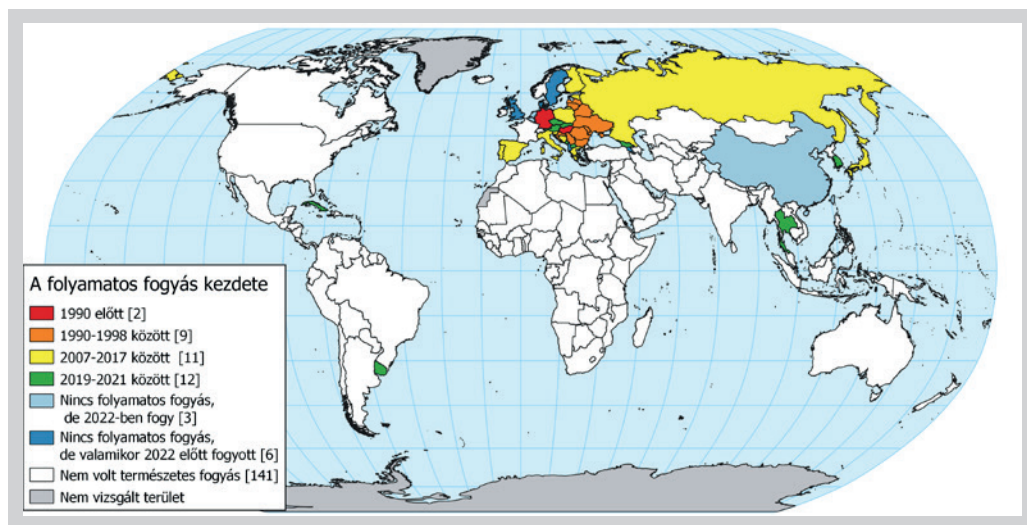 A folyamatos fogyás kezdete
1990 előtt [2]
1990-1998 között [9]
2007-2017 között [11]
2019-2021 között [12]
Nincs folyamatos fogyás,
de 2022-ben fogy [3]
Nincs folyamatos fogyás,
de valamikor 2022 előtt fogyott [6]
Nem volt természetes fogyás [141]
Nem vizsgált terület